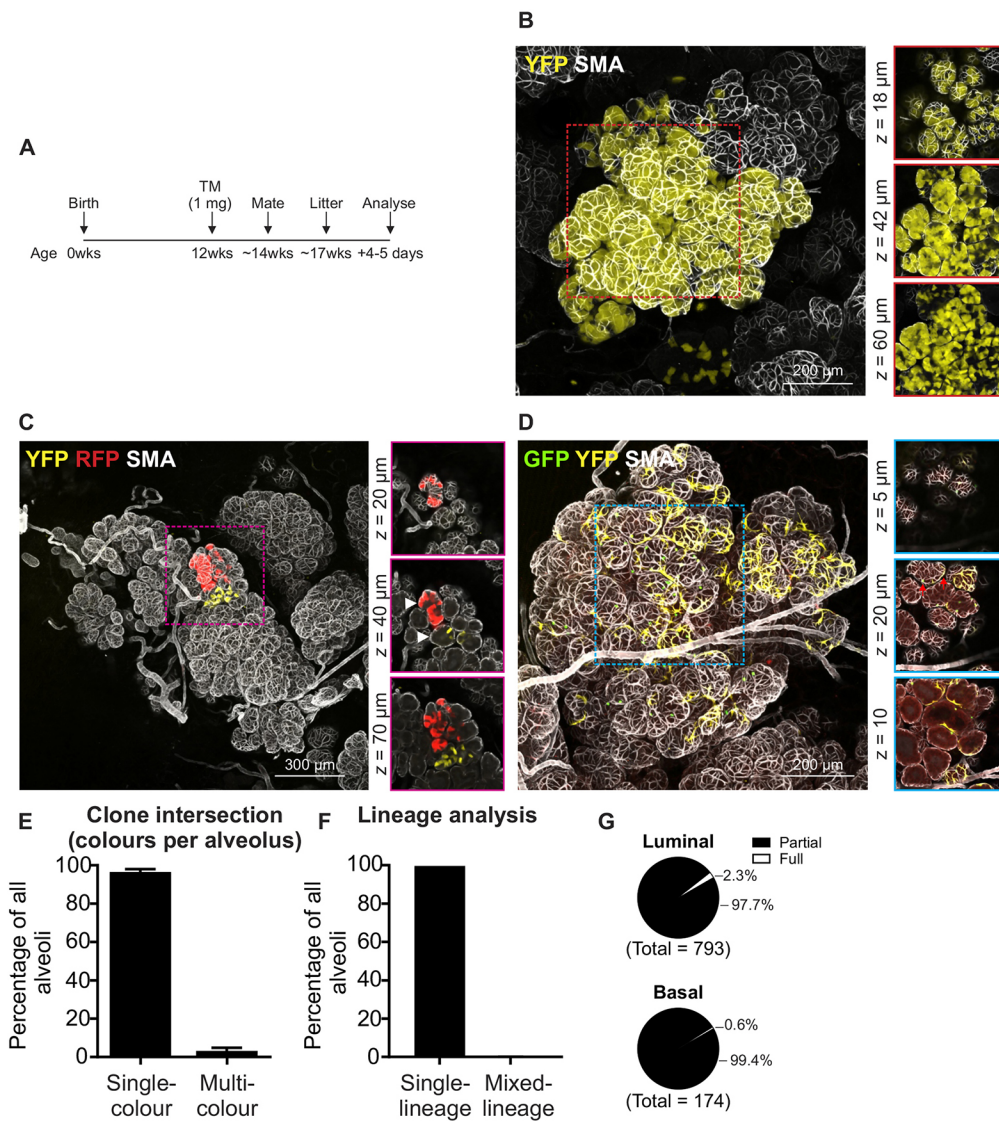 A
Birth
TM
(1 mg)
Mate
Litter
Analyse
Age 0wks 12wks ~14wks ~17wks +4-5 days
B
YFP SMA
200 µm
z = 18 µm
z = 42 µm
z = 60 µm
C
YFP RFP SMA
300 µm
z = 20 µm
z = 40 µm
z = 70 µm
D
GFP YFP SMA
200 µm
z = 5 µm
z = 20 µm
z = 10
E
Clone intersection
(colours per alveolus)
Percentage of all
alveoli
100
80
60
40
20
0
Single-
colour
Multi-
colour
F
Lineage analysis
Percentage of all
alveoli
100
80
60
40
20
0
Single-
lineage
Mixed-
lineage
G
Luminal
Partial
Full
2.3%
97.7%
(Total = 793)
Basal
0.6%
99.4%
(Total = 174)